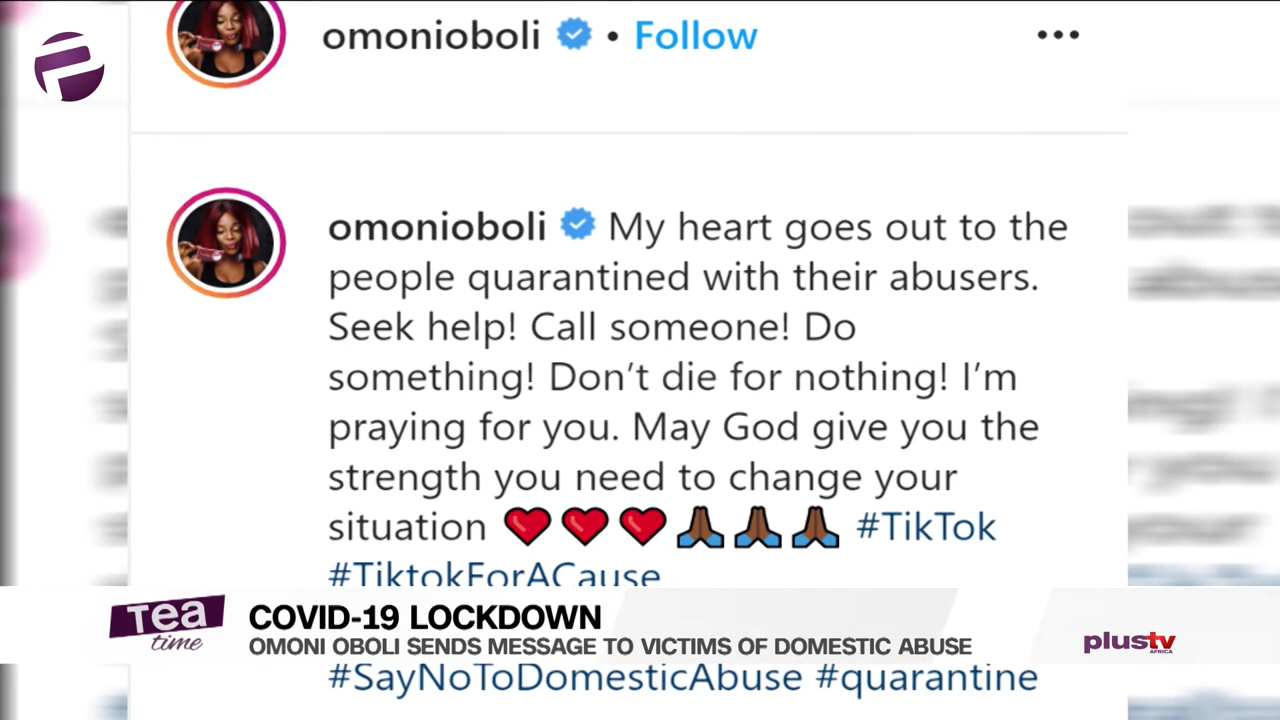 omonioboli • Follow
omonioboli My heart goes out to the
people quarantined with their abusers.
Seek help! Call someone! Do
something! Don’t die for nothing! I’m
praying for you. May God give you the
strength you need to change your
situation ❤️❤️❤️🙏🏾🙏🏾🙏🏾 #TikTok
#TiktokForACause
Tea
time
COVID-19 LOCKDOWN
OMONI OBOLI SENDS MESSAGE TO VICTIMS OF DOMESTIC ABUSE
plustv
AFRICA
#SayNoToDomesticAbuse #quarantine